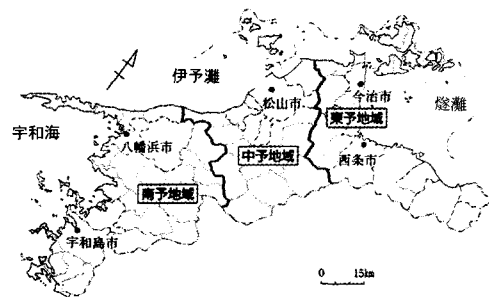 伊予灘
松山市
今治市
燧灘
東予地域
宇和海
八幡浜市
中予地域
西条市
南予地域
宇和島市
0 15km